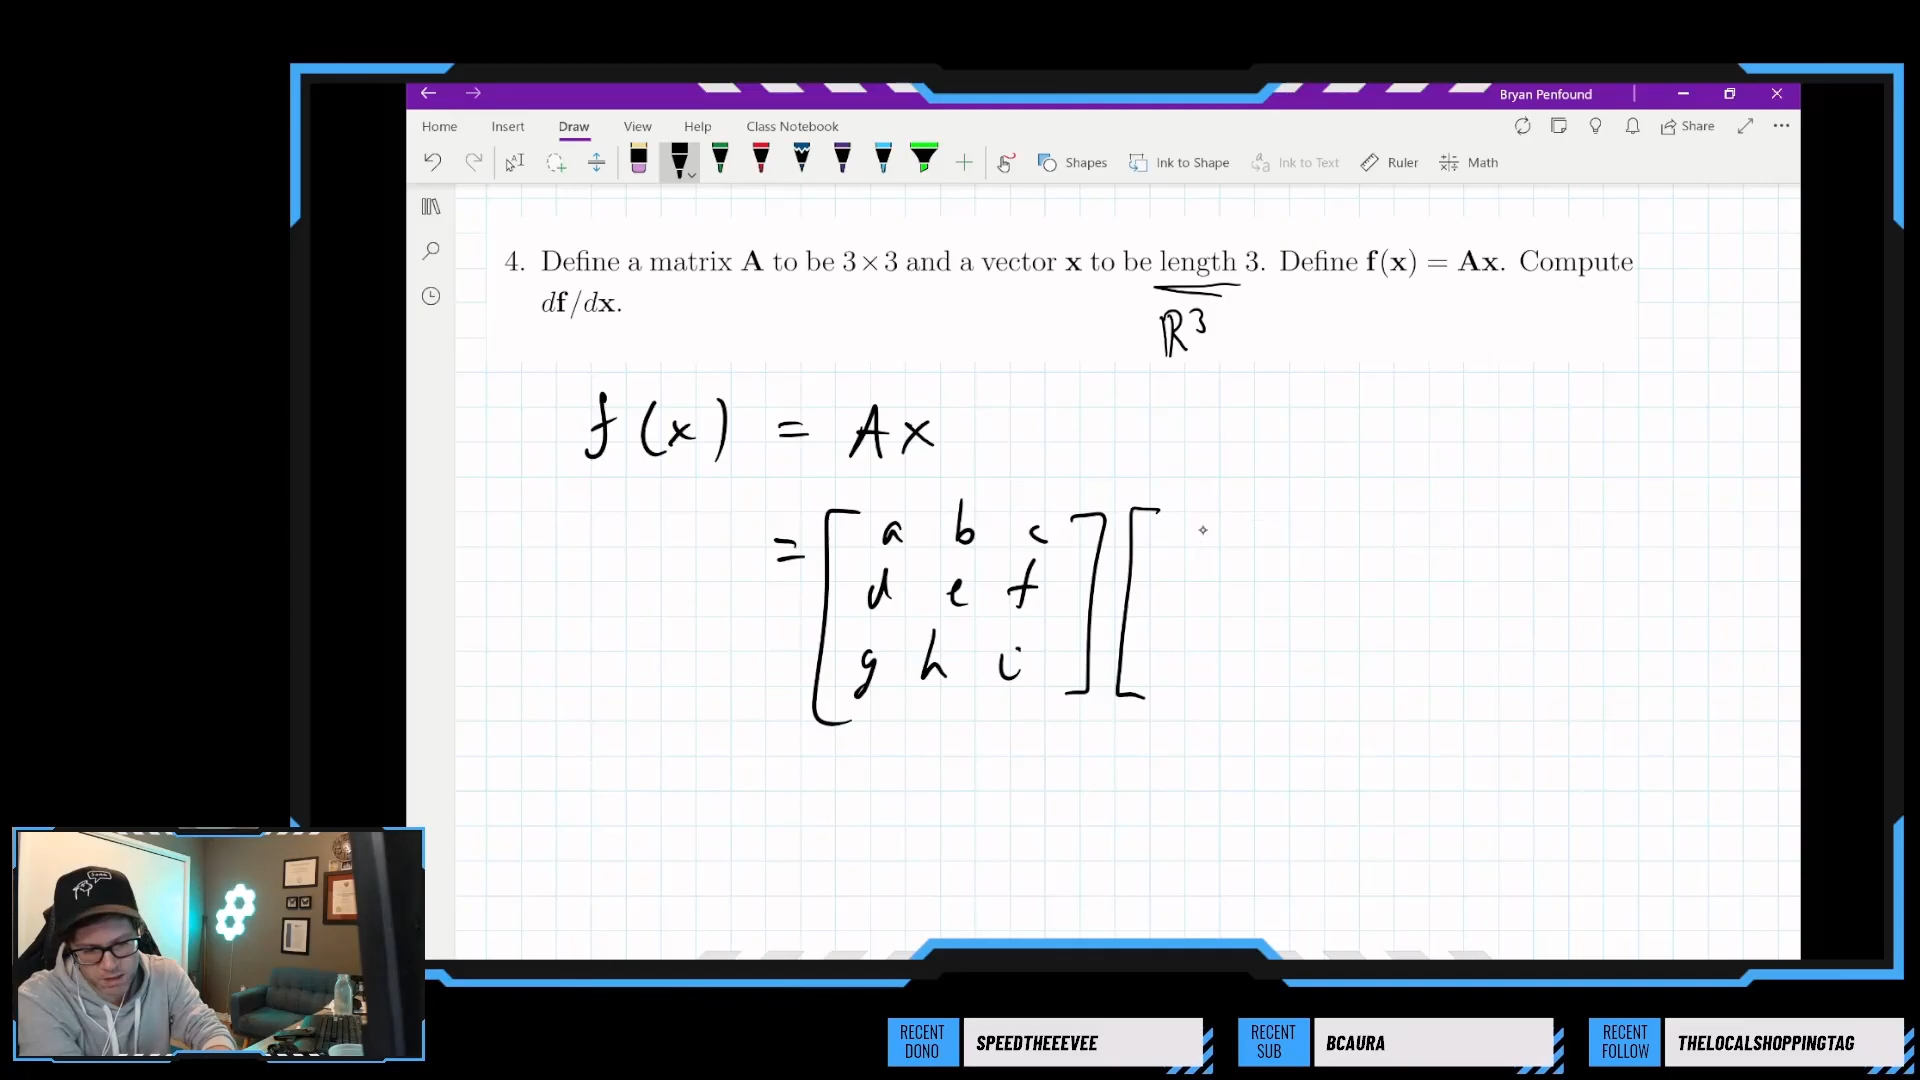 Bryan Penfound
Home Insert Draw View Help Class Notebook Share
Shapes Ink to Shape Ink to Text Ruler Math
4. Define a matrix A to be 3×3 and a vector x to be length 3. Define f(x) = Ax. Compute
df/dx.
ℝ³
f(x) = Ax
= [ a b c ] [
d e f
g h i
RECENT DONO SPEEDTHEEEVEE RECENT SUB BCAURA RECENT FOLLOW THELOCALSHOPPINGTAG